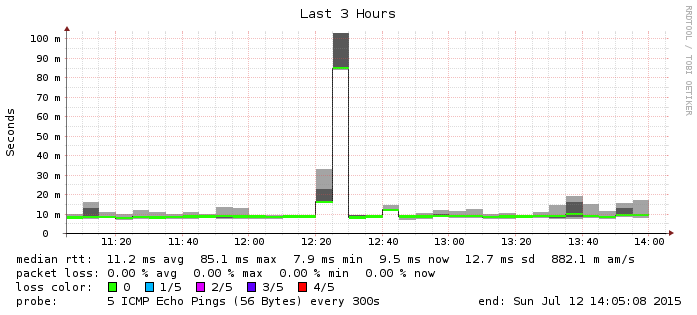 Last 3 Hours
RRDTOOL / TOBI OETIKER
Seconds
100 m
90 m
80 m
70 m
60 m
50 m
40 m
30 m
20 m
10 m
0
11:20 11:40 12:00 12:20 12:40 13:00 13:20 13:40 14:00
median rtt: 11.2 ms avg 85.1 ms max 7.9 ms min 9.5 ms now 12.7 ms sd 882.1 m am/s
packet loss: 0.00 % avg 0.00 % max 0.00 % min 0.00 % now
loss color: 0 1/5 2/5 3/5 4/5
probe: 5 ICMP Echo Pings (56 Bytes) every 300s end: Sun Jul 12 14:05:08 2015